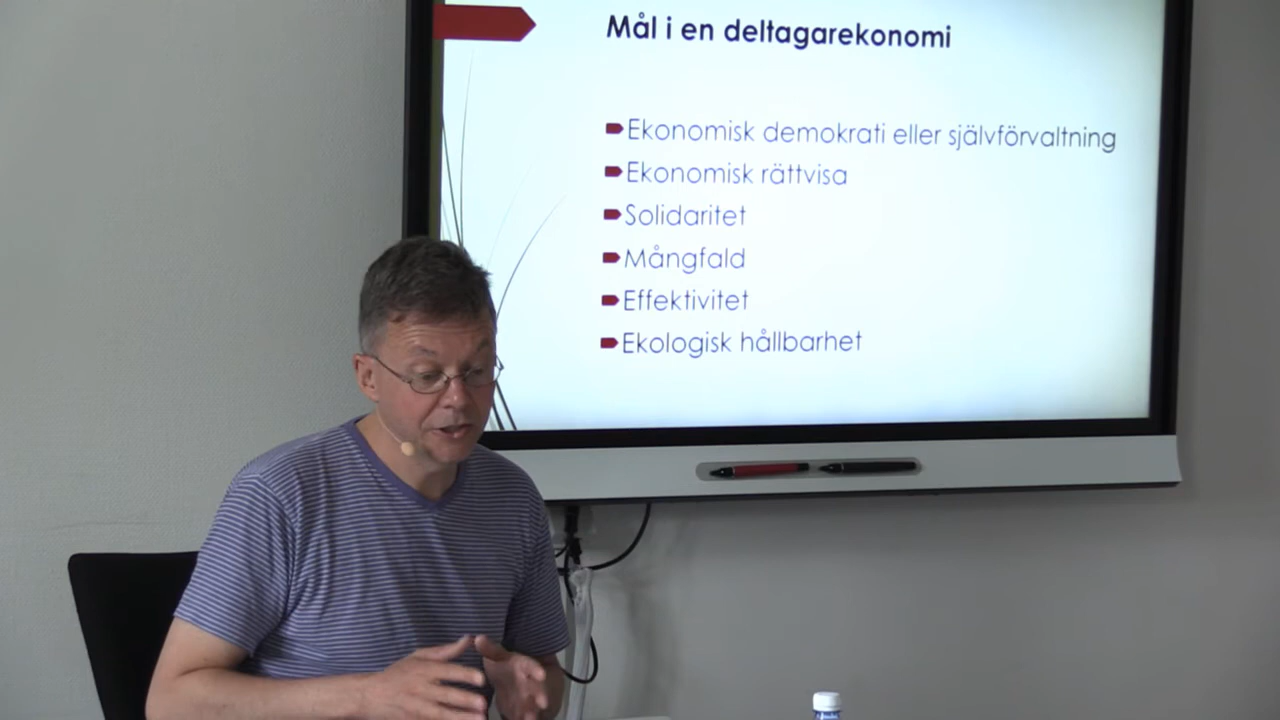 Mål i en deltagarekonomi
Ekonomisk demokrati eller självförvaltning
Ekonomisk rättvisa
Solidaritet
Mångfald
Effektivitet
Ekologisk hållbarhet